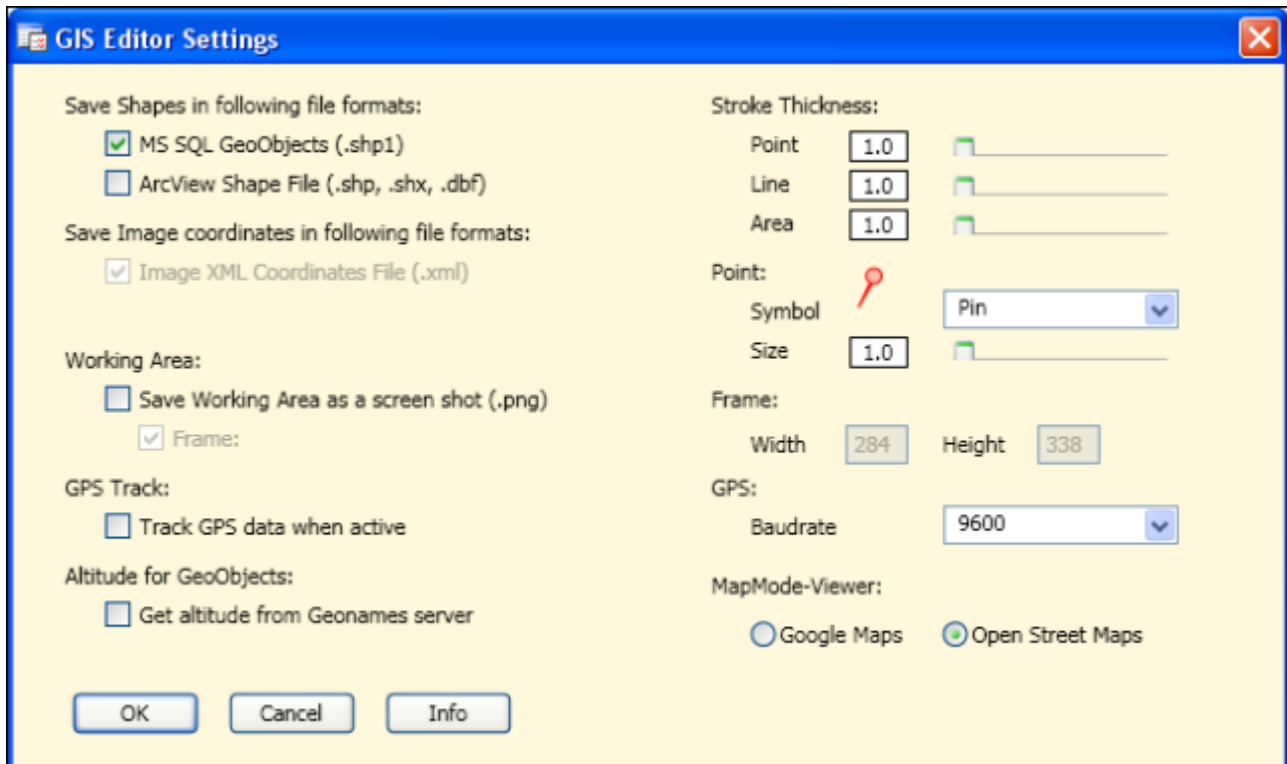 GIS Editor Settings
Save Shapes in following file formats:
MS SQL GeoObjects (.shp1)
ArcView Shape File (.shp, .shx, .dbf)
Save Image coordinates in following file formats:
Image XML Coordinates File (.xml)
Working Area:
Save Working Area as a screen shot (.png)
Frame:
GPS Track:
Track GPS data when active
Altitude for GeoObjects:
Get altitude from Geonames server
OK Cancel Info
Stroke Thickness:
Point 1.0
Line 1.0
Area 1.0
Point:
Symbol Pin
Size 1.0
Frame:
Width 284 Height 338
GPS:
Baudrate 9600
MapMode-Viewer:
Google Maps Open Street Maps